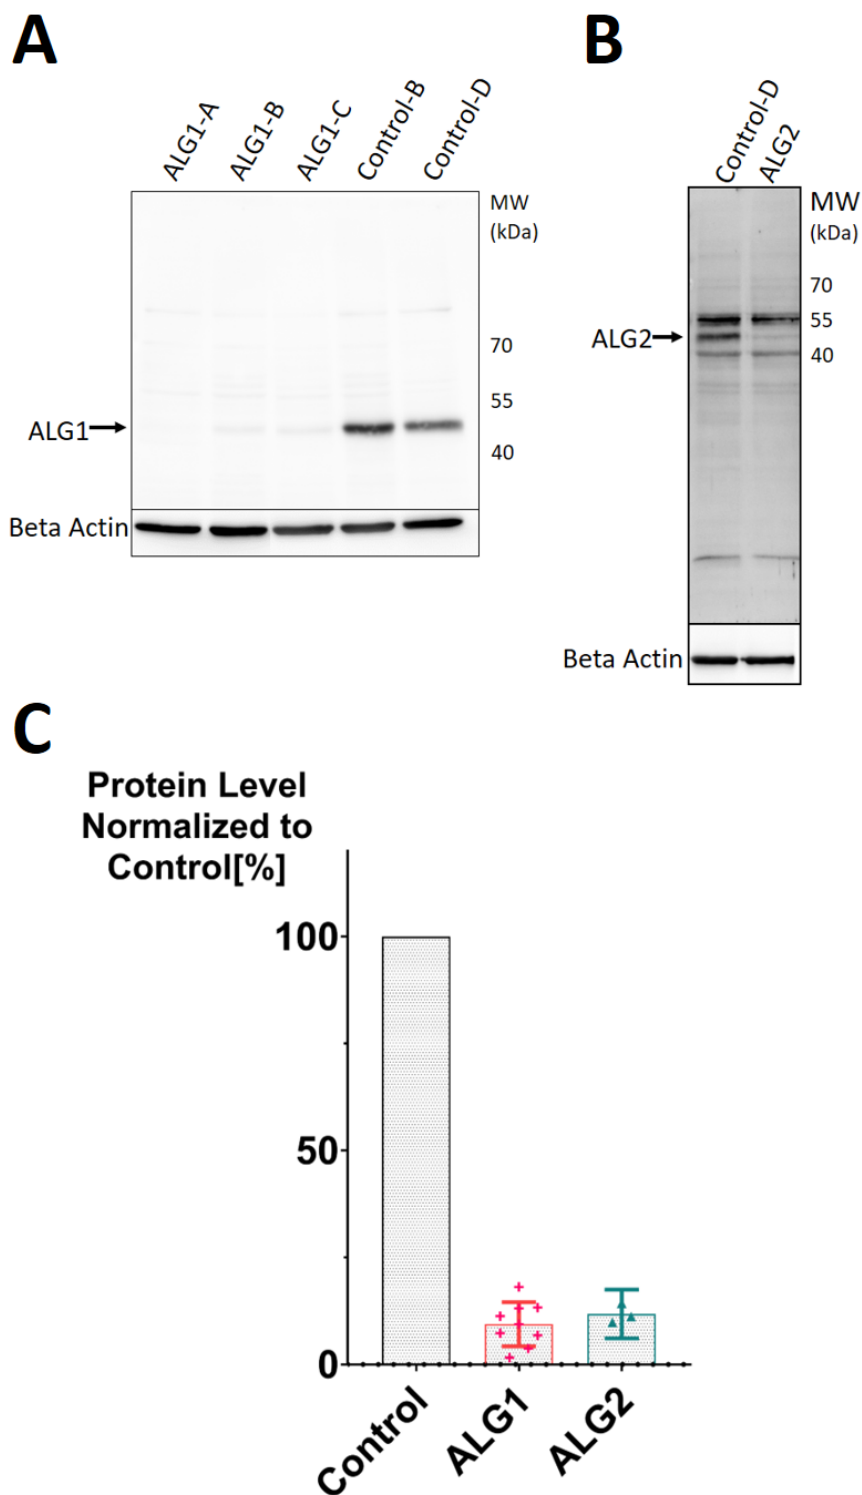 A
ALG1-A
ALG1-B
ALG1-C
Control-B
Control-D
MW
(kDa)
70
55
40
ALG1
Beta Actin
B
Control-D
ALG2
MW
(kDa)
70
55
40
ALG2
Beta Actin
C
Protein Level
Normalized to
Control[%]
100
50
0
Control
ALG1
ALG2